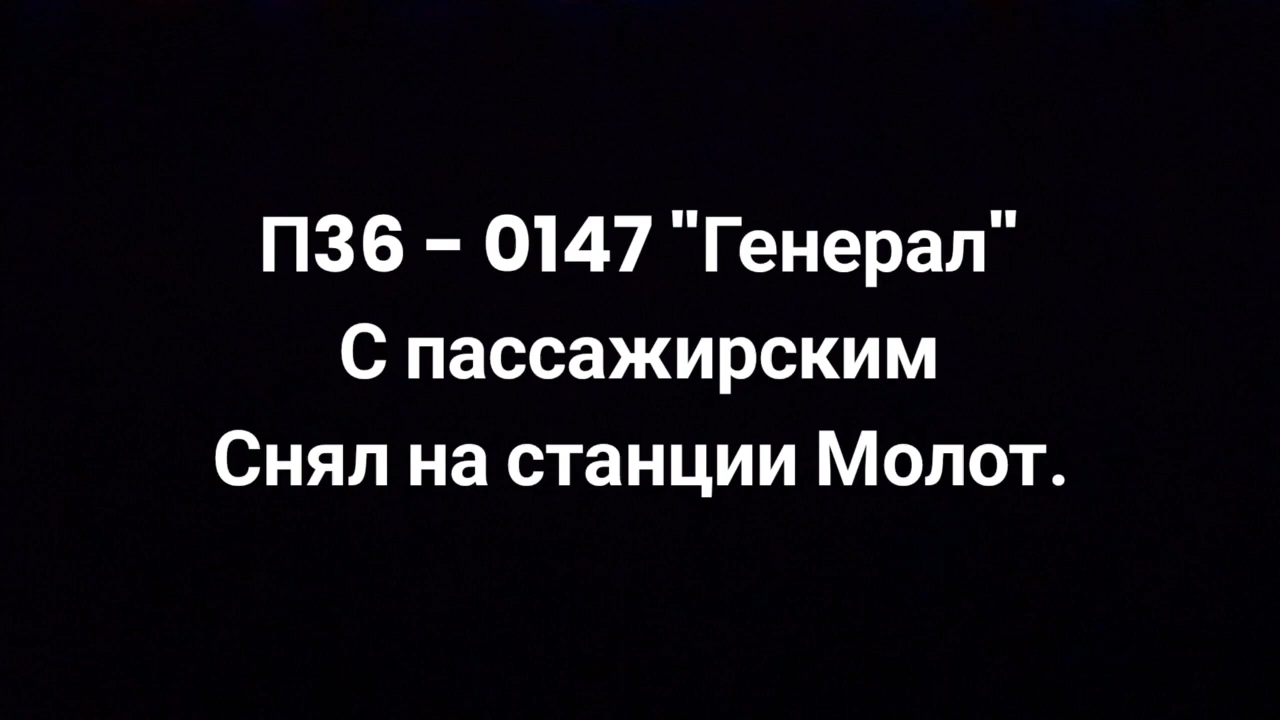 П36 - 0147 "Генерал"
С пассажирским
Снял на станции Молот.